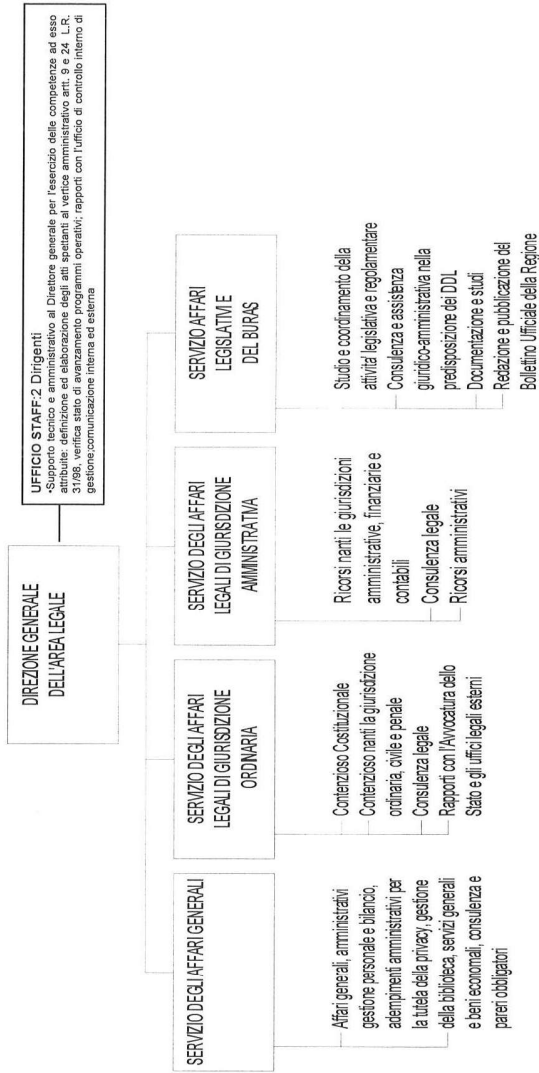 DIREZIONE GENERALE
DELL'AREA LEGALE
UFFICIO STAFF:2 Dirigenti
•Supporto tecnico e amministrativo al Direttore generale per l'esercizio delle competenze ad esso
attribuite: definizione ed elaborazione degli atti spettanti al vertice amministrativo artt. 9 e 24 L.R.
31/98, verifica stato di avanzamento programmi operativi; rapporti con l'ufficio di controllo interno di
gestione;comunicazione interna ed esterna
SERVIZIO DEGLI AFFARI GENERALI
Affari generali, amministrativi
gestione personale e bilancio,
adempimenti amministrativi per
la tutela della privacy, gestione
della biblioteca, servizi generali
e beni economali, consulenza e
pareri obbligatori
SERVIZIO DEGLI AFFARI
LEGALI DI GIURISDIZIONE
ORDINARIA
Contenzioso Costituzionale
Contenzioso nanti la giurisdizione
ordinaria, civile e penale
Consulenza legale
Rapporti con l'Avvocatura dello
Stato e gli uffici legali esterni
SERVIZIO DEGLI AFFARI
LEGALI DI GIURISDIZIONE
AMMINISTRATIVA
Ricorsi nanti le giurisdizioni
amministrative, finanziarie e
contabili
Consulenza legale
Ricorsi amministrativi
SERVIZIO AFFARI
LEGISLATIVI E
DEL BURAS
Studio e coordinamento della
attivita' legislativa e regolamentare
Consulenza e assistenza
giuridico-amministrativa nella
predisposizione dei DDL
Documentazione e studi
Redazione e pubblicazione del
Bollettino Ufficiale della Regione